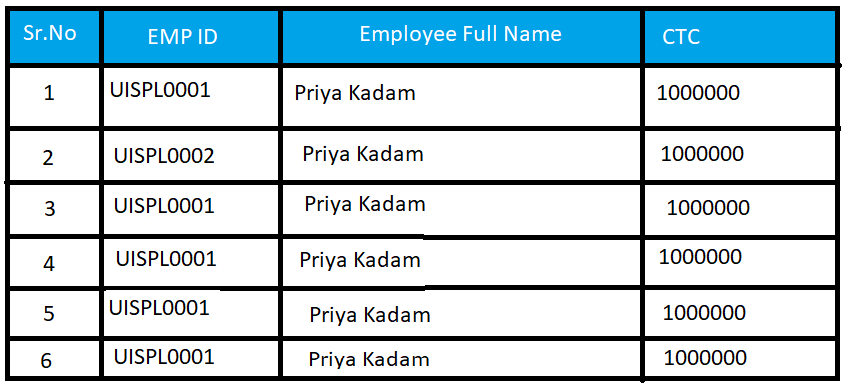 Sr.No EMP ID Employee Full Name CTC
1 UISPL0001 Priya Kadam 1000000
2 UISPL0002 Priya Kadam 1000000
3 UISPL0001 Priya Kadam 1000000
4 UISPL0001 Priya Kadam 1000000
5 UISPL0001 Priya Kadam 1000000
6 UISPL0001 Priya Kadam 1000000